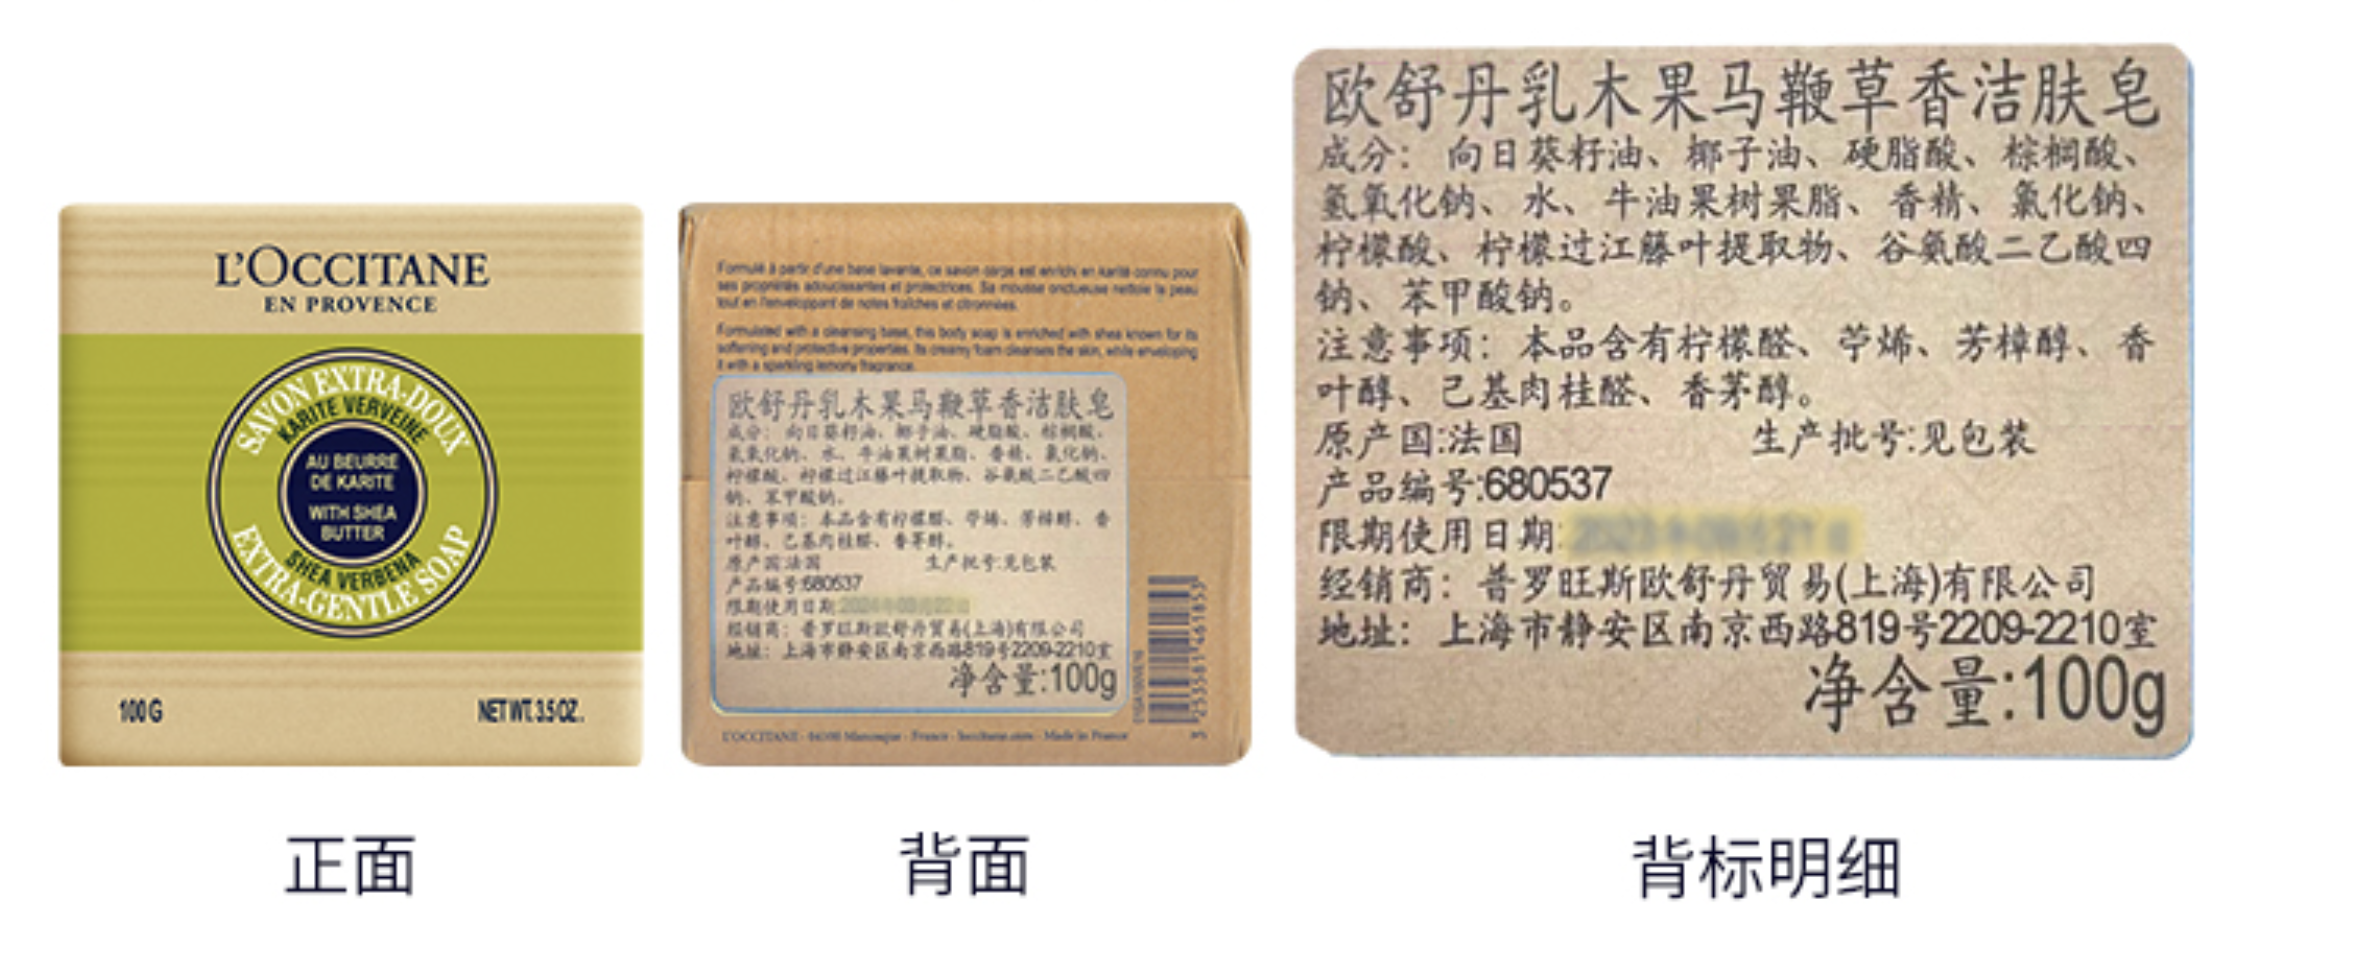 L'OCCITANE
EN PROVENCE
SAVON EXTRA-DOUX
KARITE VERVEINE
AU BEURRE
DE KARITE
WITH SHEA
BUTTER
SHEA VERBENA
EXTRA-GENTLE SOAP
100 G
NET WT. 3.5 OZ.
正面
Formulé à partir d'une base lavante, ce savon corps est enrichi en karité connu pour
ses propriétés adoucissantes et protectrices. Sa mousse onctueuse nettoie la peau
tout en l'enveloppant de notes fraîches et citronnées.
Formulated with a cleansing base, this body soap is enriched with shea known for its
softening and protective properties. Its creamy foam cleanses the skin, while enveloping
it with a sparkling lemony fragrance.
欧舒丹乳木果马鞭草香洁肤皂
成分：向日葵籽油、椰子油、硬脂酸、棕榈酸、
氢氧化钠、水、牛油果树果脂、香精、氯化钠、
柠檬酸、柠檬过江藤叶提取物、谷氨酸二乙酸四
钠、苯甲酸钠。
注意事项：本品含有柠檬醛、苧烯、芳樟醇、香
叶醇、己基肉桂醛、香茅醇。
原产国:法国 生产批号:见包装
产品编号:680537
限期使用日期:
经销商：普罗旺斯欧舒丹贸易(上海)有限公司
地址：上海市静安区南京西路819号2209-2210室
净含量:100g
L'OCCITANE - 04100 Manosque - France - loccitane.com - Made in France
背面
欧舒丹乳木果马鞭草香洁肤皂
成分：向日葵籽油、椰子油、硬脂酸、棕榈酸、
氢氧化钠、水、牛油果树果脂、香精、氯化钠、
柠檬酸、柠檬过江藤叶提取物、谷氨酸二乙酸四
钠、苯甲酸钠。
注意事项：本品含有柠檬醛、苧烯、芳樟醇、香
叶醇、己基肉桂醛、香茅醇。
原产国:法国 生产批号:见包装
产品编号:680537
限期使用日期:
经销商：普罗旺斯欧舒丹贸易(上海)有限公司
地址：上海市静安区南京西路819号2209-2210室
净含量:100g
背标明细